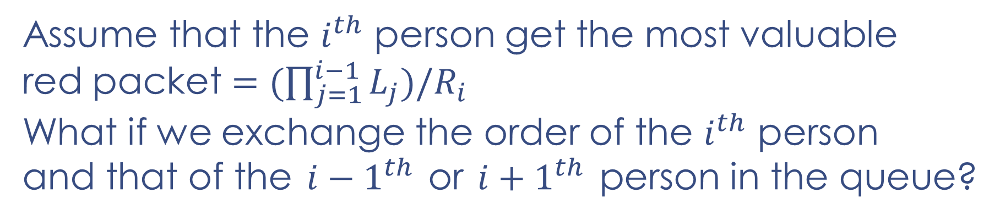 Assume that the $i^{th}$ person get the most valuable
red packet = $(\prod_{j=1}^{i-1} L_j)/R_i$
What if we exchange the order of the $i^{th}$ person
and that of the $i-1^{th}$ or $i+1^{th}$ person in the queue?